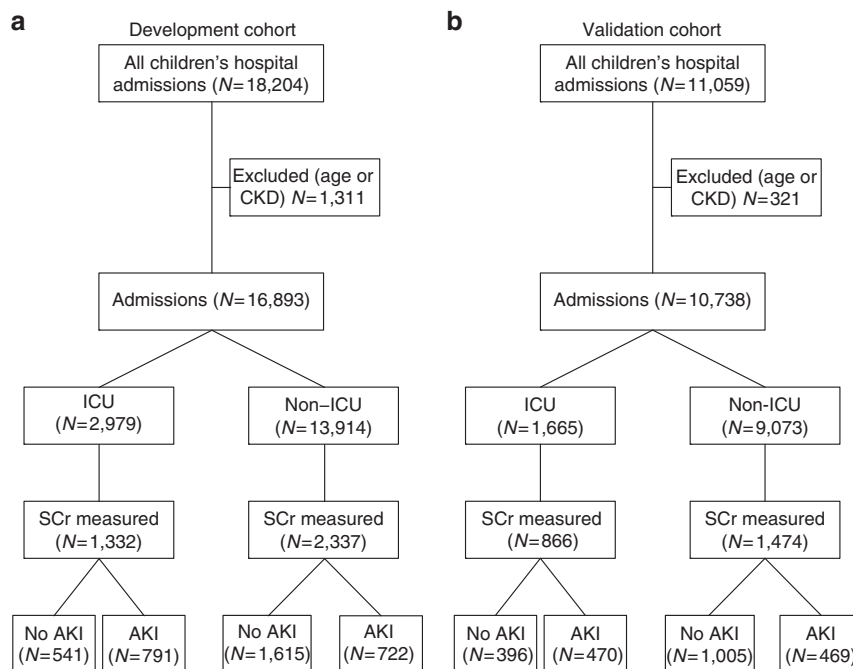 a
Development cohort
All children's hospital
admissions (N=18,204)
Excluded (age or
CKD) N=1,311
Admissions (N=16,893)
ICU
(N=2,979)
Non–ICU
(N=13,914)
SCr measured
(N=1,332)
SCr measured
(N=2,337)
No AKI
(N=541)
AKI
(N=791)
No AKI
(N=1,615)
AKI
(N=722)
b
Validation cohort
All children's hospital
admissions (N=11,059)
Excluded (age or
CKD) N=321
Admissions (N=10,738)
ICU
(N=1,665)
Non-ICU
(N=9,073)
SCr measured
(N=866)
SCr measured
(N=1,474)
No AKI
(N=396)
AKI
(N=470)
No AKI
(N=1,005)
AKI
(N=469)